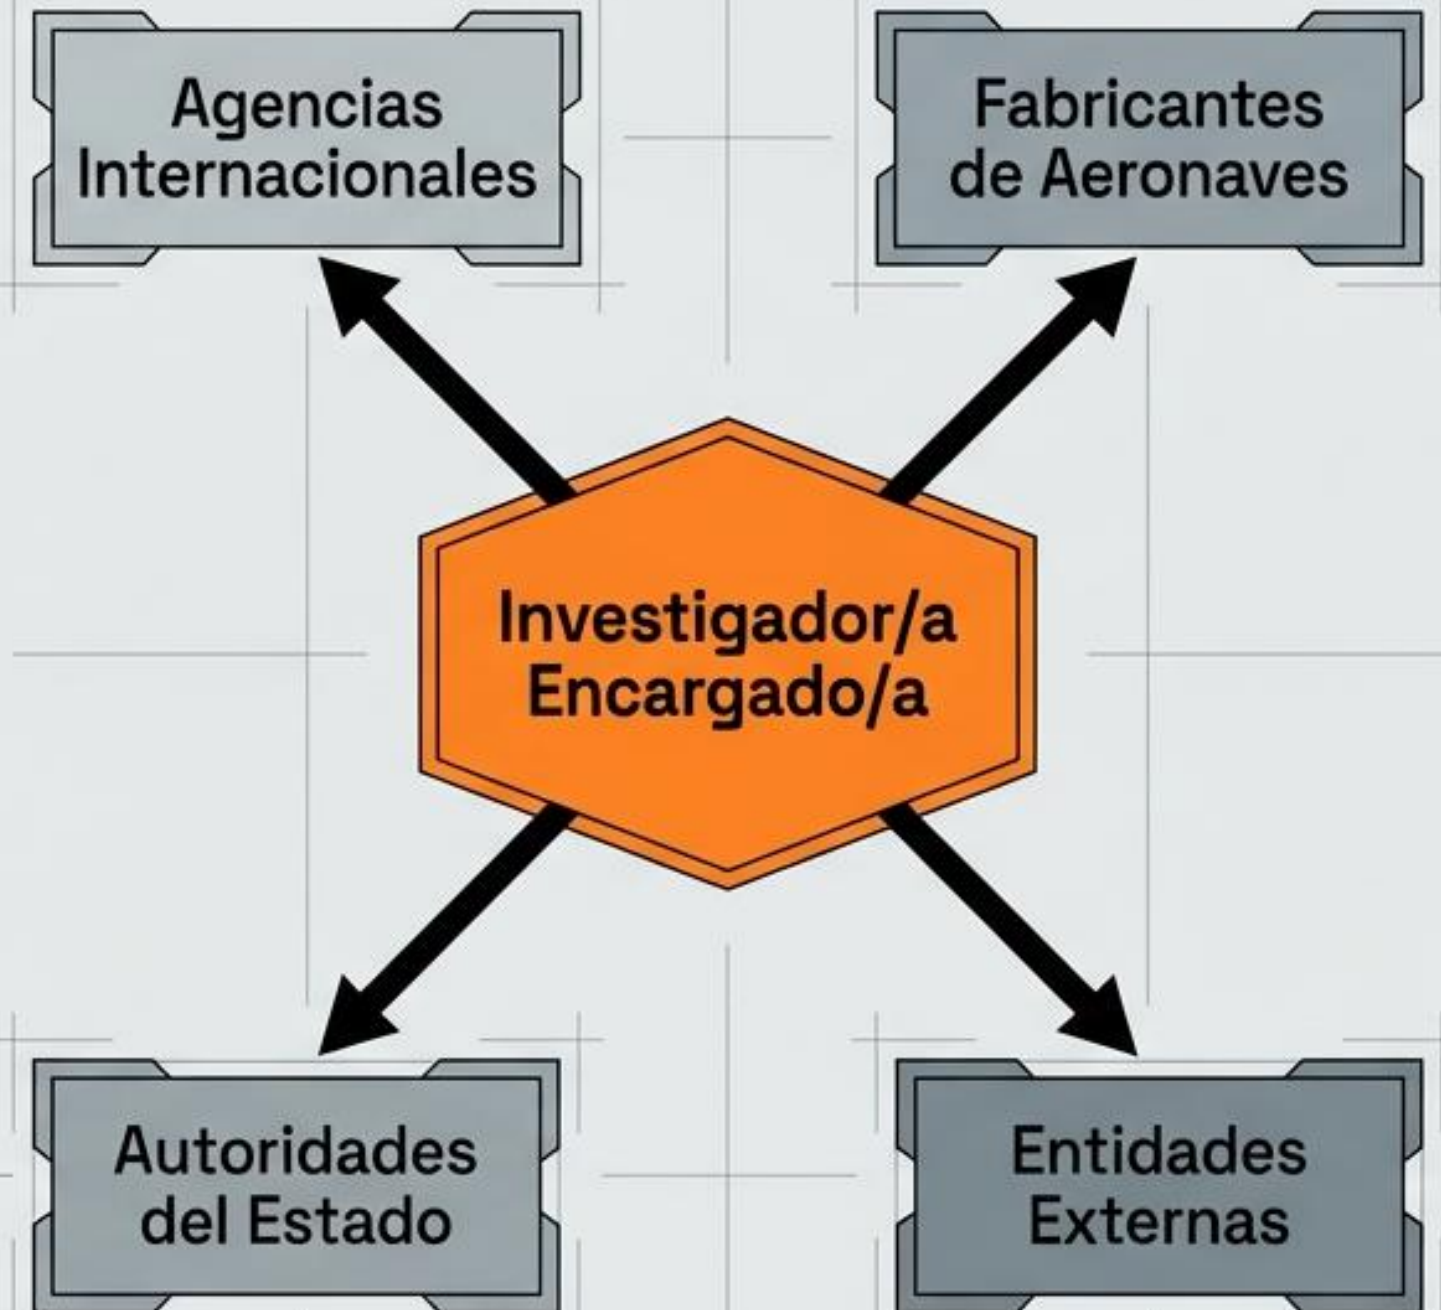 Agencias
Internacionales
Fabricantes
de Aeronaves
Investigador/a
Encargado/a
Autoridades
del Estado
Entidades
Externas